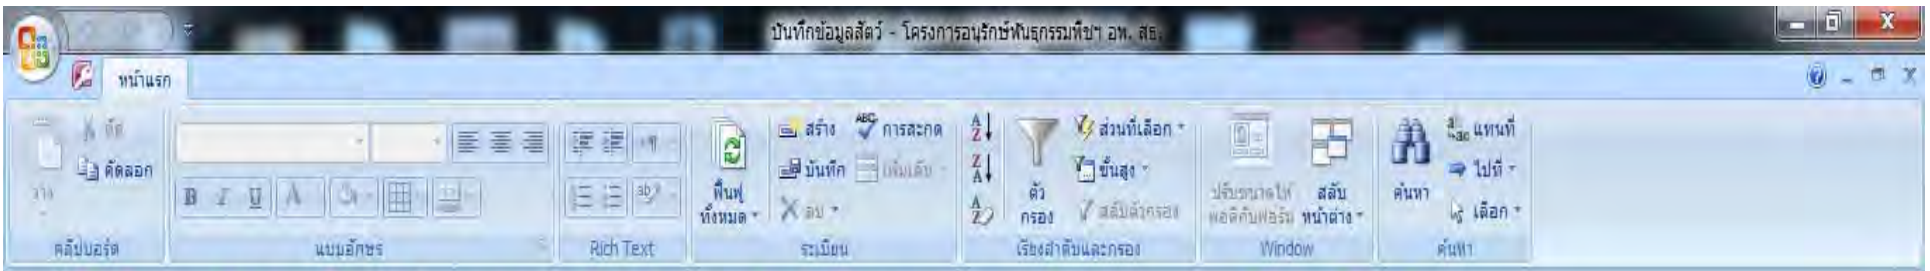 บันทึกข้อมูลสัตว์ - โครงการอนุรักษ์พันธุกรรมพืชฯ อพ. สธ.
หน้าแรก
วาง
ตัด
คัดลอก
คลิปบอร์ด
B I U A
แบบอักษร
ab
Rich Text
ฟื้นฟู
ทั้งหมด
สร้าง
บันทึก
ลบ
ABC การสะกด
เพิ่มเติม
ระเบียน
A Z
Z A
A Z
ตัว
กรอง
ส่วนที่เลือก
ขั้นสูง
สลับตัวกรอง
เรียงลำดับและกรอง
ปรับขนาดให้
พอดีกับฟอร์ม
สลับ
หน้าต่าง
Window
ค้นหา
แทนที่
ไปที่
เลือก
ค้นหา